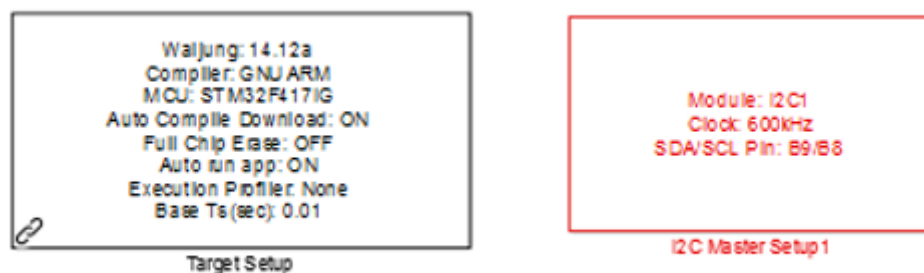 Waijung: 14.12a
Compiler: GNU ARM
MCU: STM32F417IG
Auto Compile Download: ON
Full Chip Erase: OFF
Auto run app: ON
Execution Profiler: None
Base Ts(sec): 0.01
Target Setup
Module: I2C1
Clock: 600kHz
SDA/SCL Pin: B9/B8
I2C Master Setup1